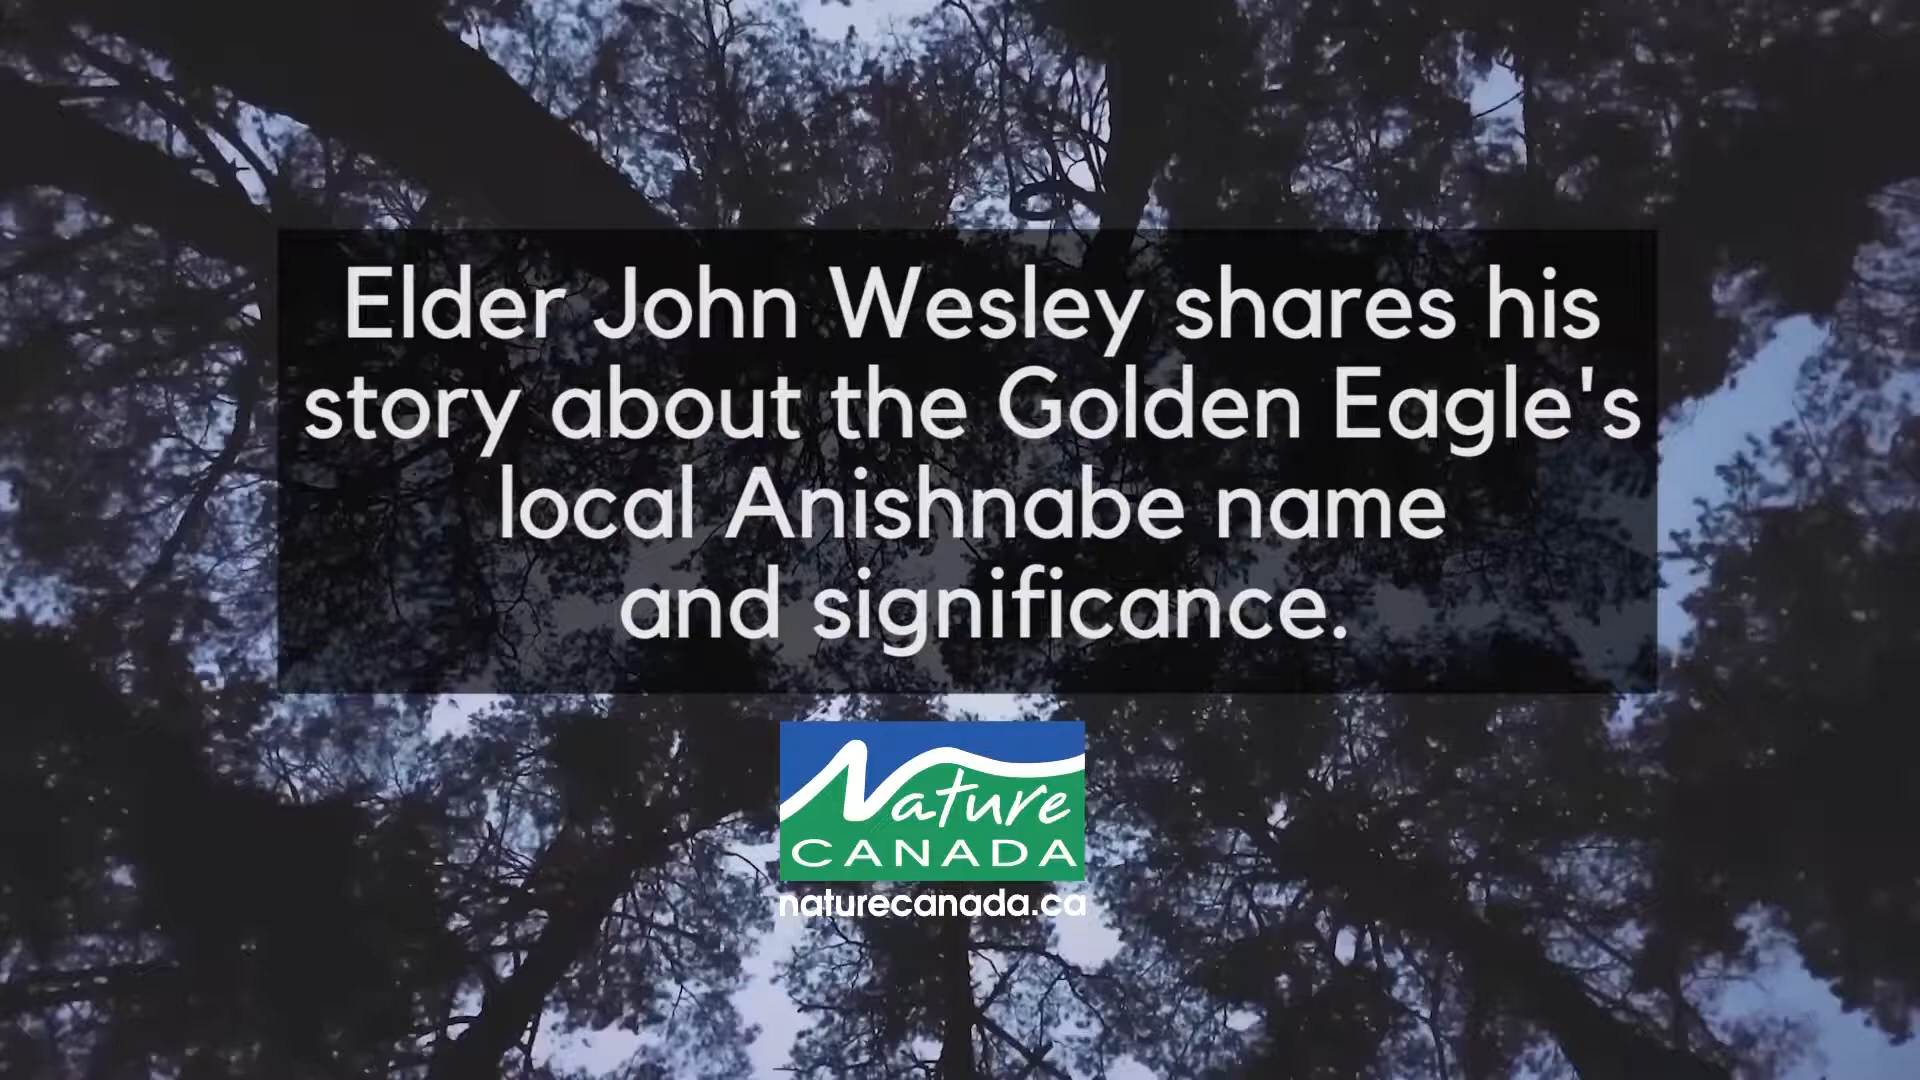 Elder John Wesley shares his
story about the Golden Eagle's
local Anishnabe name
and significance.
Nature
CANADA
naturecanada.ca